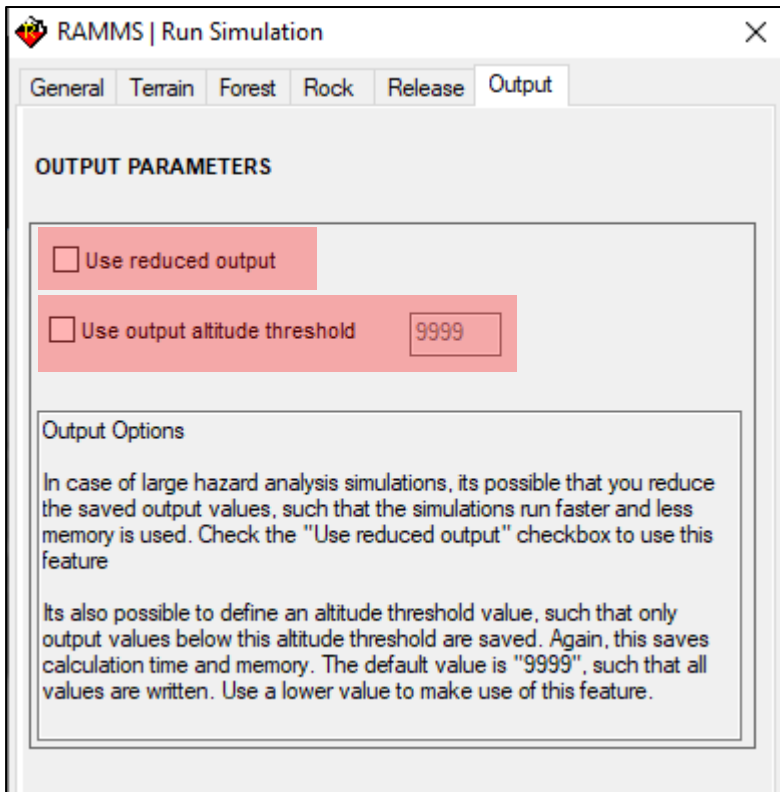 RAMMS | Run Simulation
General Terrain Forest Rock Release Output
OUTPUT PARAMETERS
Use reduced output
Use output altitude threshold 9999
Output Options
In case of large hazard analysis simulations, its possible that you reduce
the saved output values, such that the simulations run faster and less
memory is used. Check the "Use reduced output" checkbox to use this
feature
Its also possible to define an altitude threshold value, such that only
output values below this altitude threshold are saved. Again, this saves
calculation time and memory. The default value is "9999", such that all
values are written. Use a lower value to make use of this feature.